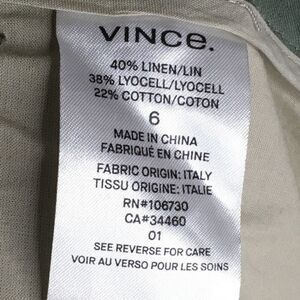 VINCE.
40% LINEN/LIN
38% LYOCELL/LYOCELL
22% COTTON/COTON
6
MADE IN CHINA
FABRIQUÉ EN CHINE
FABRIC ORIGIN: ITALY
TISSU ORIGINE: ITALIE
RN#106730
CA#34460
01
SEE REVERSE FOR CARE
VOIR AU VERSO POUR LES SOINS